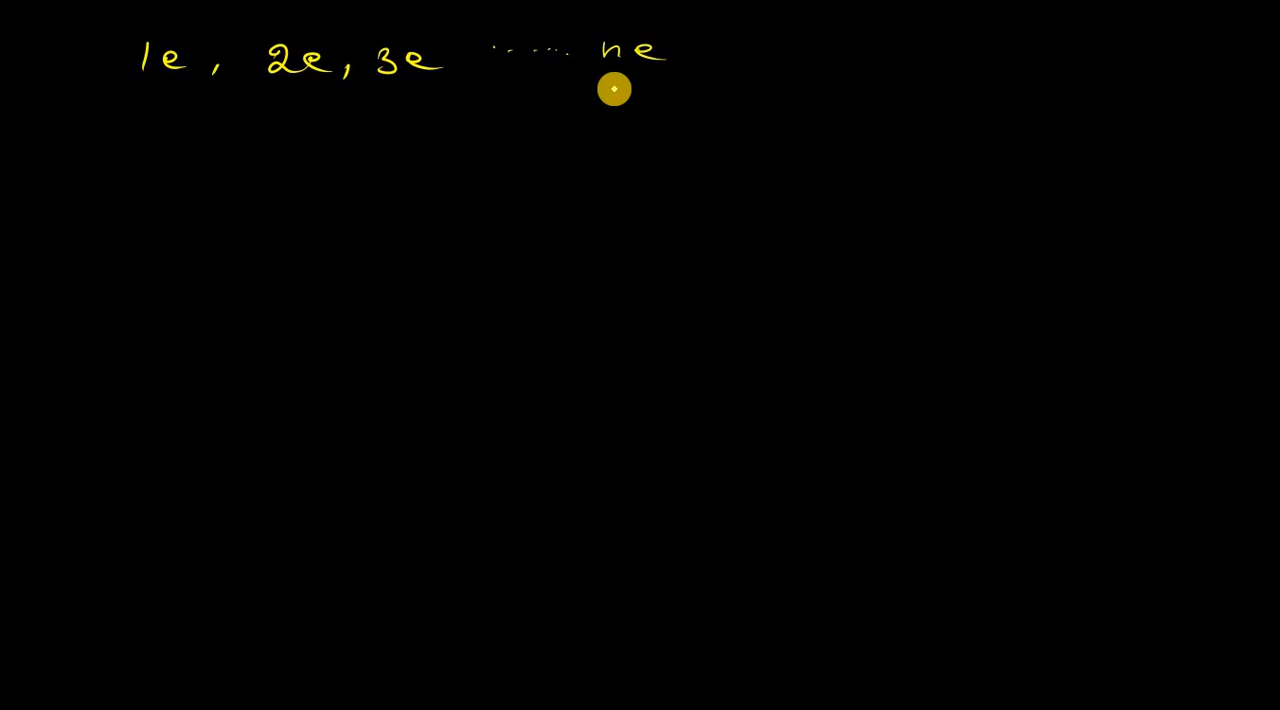 1e, 2e, 3e ...... ne